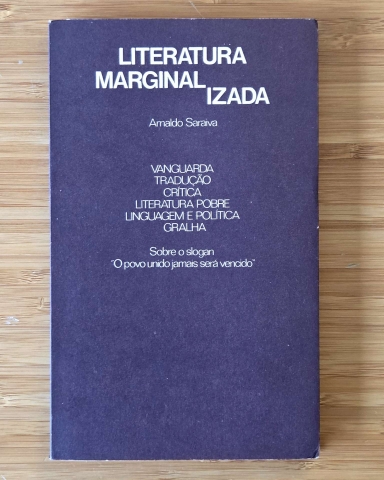 LITERATURA
MARGINAL
IZADA
Arnaldo Saraiva
VANGUARDA
TRADUÇÃO
CRÍTICA
LITERATURA POBRE
LINGUAGEM E POLÍTICA
GRALHA
Sobre o slogan
"O povo unido jamais será vencido"